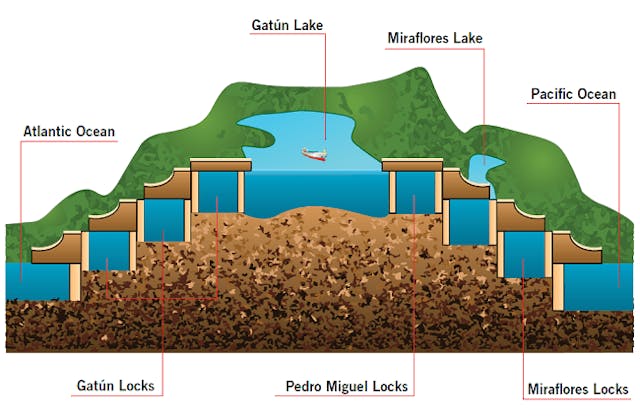 Gatún Lake
Miraflores Lake
Pacific Ocean
Atlantic Ocean
Gatún Locks
Pedro Miguel Locks
Miraflores Locks